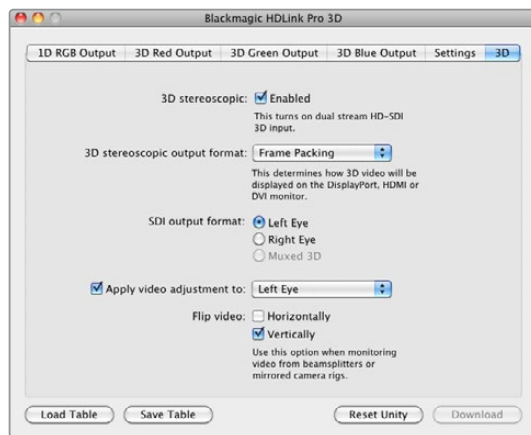 Blackmagic HDLink Pro 3D
1D RGB Output 3D Red Output 3D Green Output 3D Blue Output Settings 3D
3D stereoscopic: Enabled
This turns on dual stream HD-SDI
3D input.
3D stereoscopic output format: Frame Packing
This determines how 3D video will be
displayed on the DisplayPort, HDMI or
DVI monitor.
SDI output format: Left Eye
Right Eye
Muxed 3D
Apply video adjustment to: Left Eye
Flip video: Horizontally
Vertically
Use this option when monitoring
video from beamsplitters or
mirrored camera rigs.
Load Table Save Table Reset Unity Download